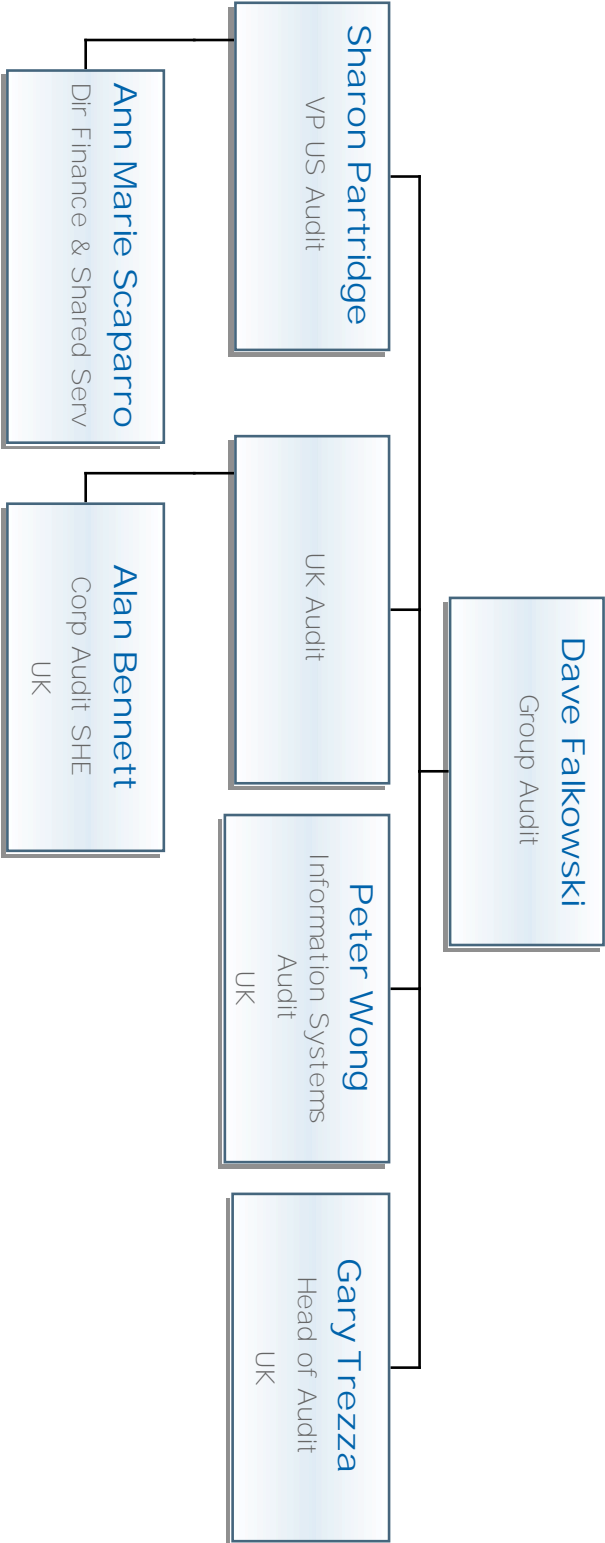 Dave Falkowski
Group Audit
Sharon Partridge
VP US Audit
UK Audit
Peter Wong
Information Systems
Audit
UK
Gary Trezza
Head of Audit
UK
Ann Marie Scaparro
Dir Finance & Shared Serv
Alan Bennett
Corp Audit SHE
UK